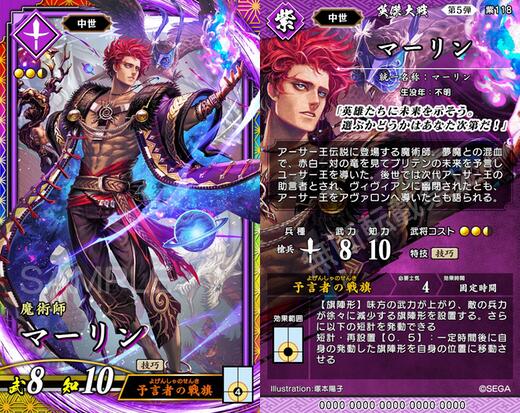 中世
SAMPLE
魔術師
マーリン
技巧
武8 知10
よげんしゃのせんき
予言者の戦旗
4
紫
中世
英傑大戦
第5弾
紫118
マーリン
統一名称：マーリン
生没年：不明
「英雄たちに未来を示そう。
選ぶかどうかはあなた次第だ！」
アーサー王伝説に登場する魔術師。夢魔との混血
で、赤白一対の竜を見てブリテンの未来を予言し
ユーサー王を導いた。後世では次代アーサー王の
助言者とされ、ヴィヴィアンに幽閉されたとも、
アーサー王をアヴァロンへ導いたとも語られる。
兵種 武力 知力 武将コスト
槍兵 8 10 特技 技巧
よげんしゃのせんき 必要士気 効果時間
予言者の戦旗 4 固定時間
効果範囲
【旗陣形】味方の武力が上がり、敵の兵力
が徐々に減少する旗陣形を設置する。さら
に以下の短計を発動できる
短計・再設置【0．5】：一定時間後に自
身の発動した旗陣形を自身の位置に移動さ
せる
Illustration:塚本陽子
©SEGA
0000 0000 0000 0000 0000